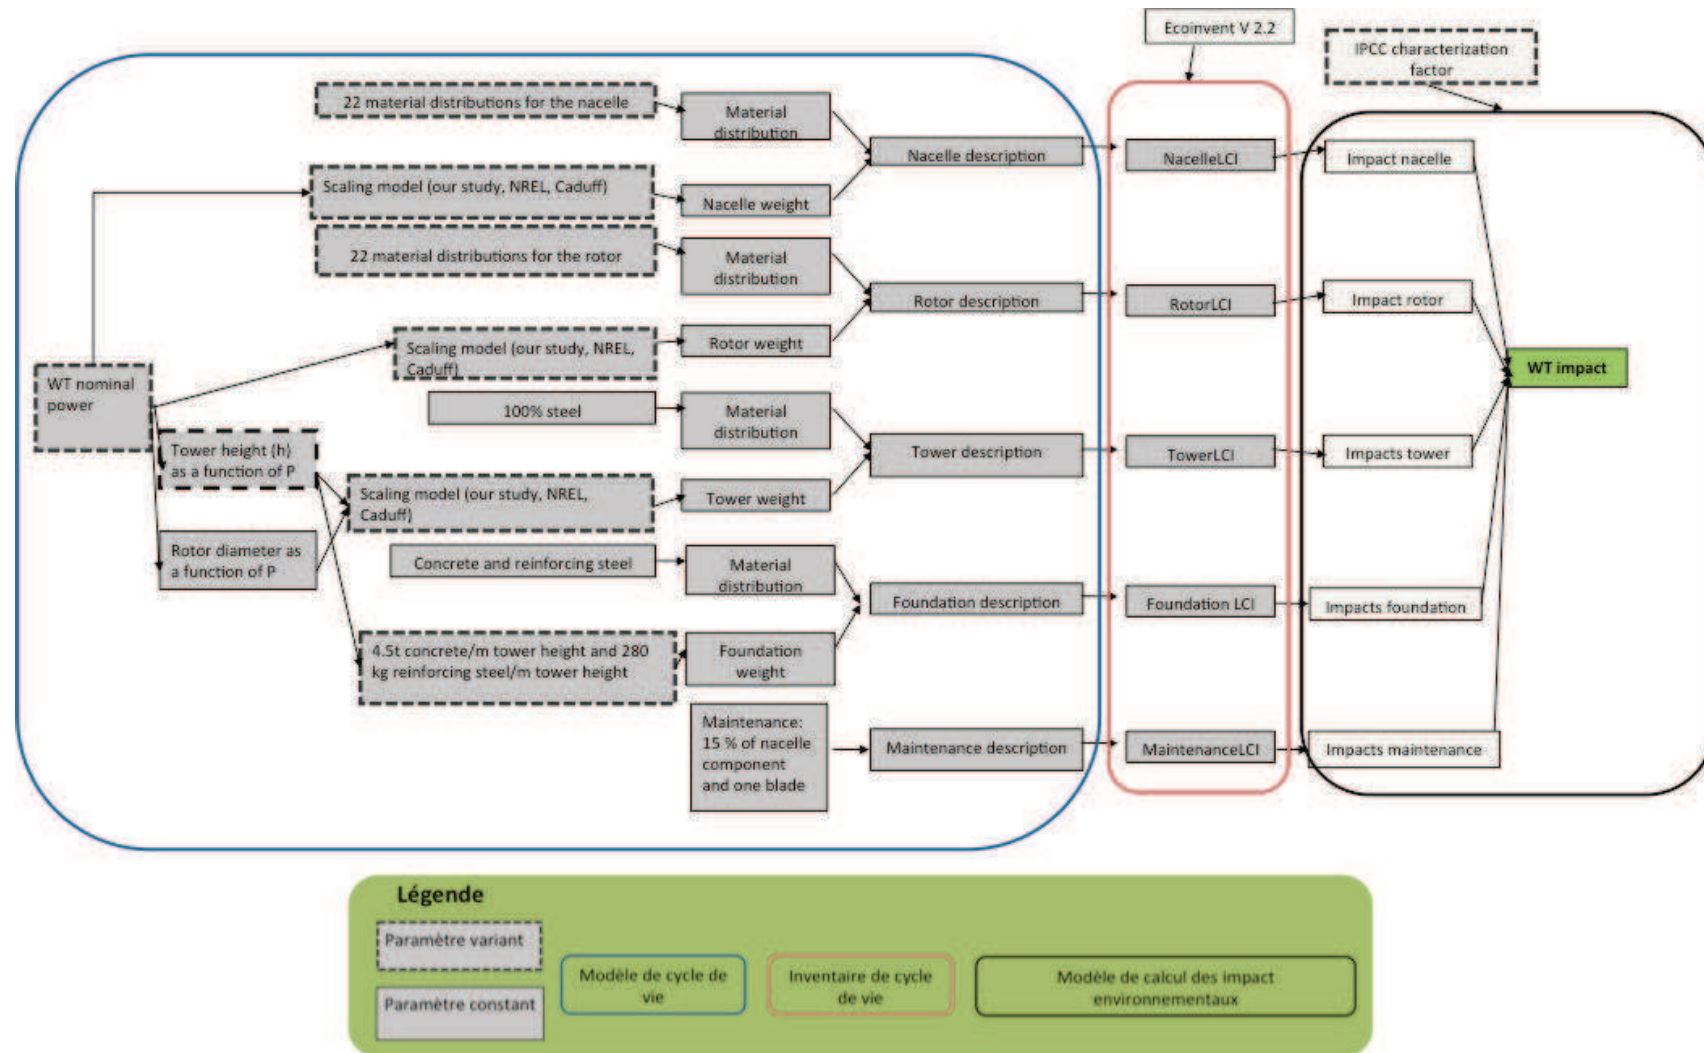 Ecoinvent V 2.2
IPCC characterization
factor
22 material distributions for the nacelle
Material
distribution
Nacelle description
NacelleLCI
Impact nacelle
Scaling model (our study, NREL, Caduff)
Nacelle weight
22 material distributions for the rotor
Material
distribution
Rotor description
RotorLCI
Impact rotor
Scaling model (our study, NREL,
Caduff)
Rotor weight
WT nominal
power
WT impact
100% steel
Material
distribution
Tower height (h)
as a function of P
Tower description
TowerLCI
Impacts tower
Scaling model (our study, NREL,
Caduff)
Tower weight
Rotor diameter as
a function of P
Concrete and reinforcing steel
Material
distribution
Foundation description
Foundation LCI
Impacts foundation
4.5t concrete/m tower height and 280
kg reinforcing steel/m tower height
Foundation
weight
Maintenance:
15 % of nacelle
component
and one blade
Maintenance description
MaintenanceLCI
Impacts maintenance
Légende
Paramètre variant
Paramètre constant
Modèle de cycle de
vie
Inventaire de cycle
de vie
Modèle de calcul des impact
environnementaux